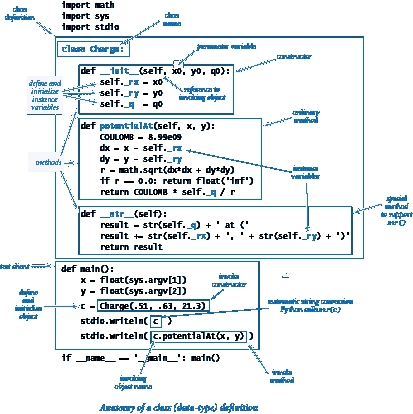 import math
import sys
import stdio
class definition
class name
class Charge:
parameter variable
constructor
def __init__(self, x0, y0, q0):
self._rx = x0
self._ry = y0
self._q = q0
define and initialize instance variables
reference to invoking object
def potentialAt(self, x, y):
ordinary method
COULOMB = 8.99e09
dx = x - self._rx
dy = y - self._ry
r = math.sqrt(dx*dx + dy*dy)
if r == 0.0: return float('inf')
return COULOMB * self._q / r
methods
instance variables
def __str__(self):
result = str(self._q) + ' at ('
result += str(self._rx) + ', ' + str(self._ry) + ')'
return result
special method to support str()
test client
def main():
x = float(sys.argv[1])
y = float(sys.argv[2])
invoke constructor
define and initialize object
c = Charge(.51, .63, 21.3)
automatic string conversion
stdio.writeln( c )
stdio.writeln( c.potentialAt(x, y) )
if __name__ == '__main__': main()
invoking object name
invoke method
Anatomy of a class (data-type) definition